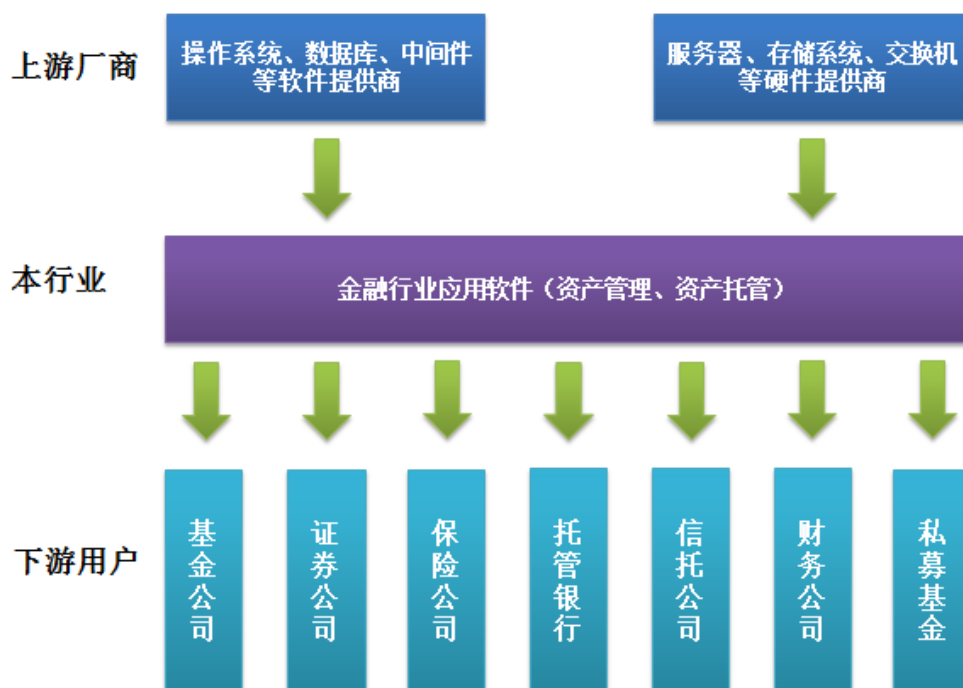 上游厂商
操作系统、数据库、中间件
等软件提供商
服务器、存储系统、交换机
等硬件提供商
本行业
金融行业应用软件（资产管理、资产托管）
下游用户
基金公司
证券公司
保险公司
托管银行
信托公司
财务公司
私募基金